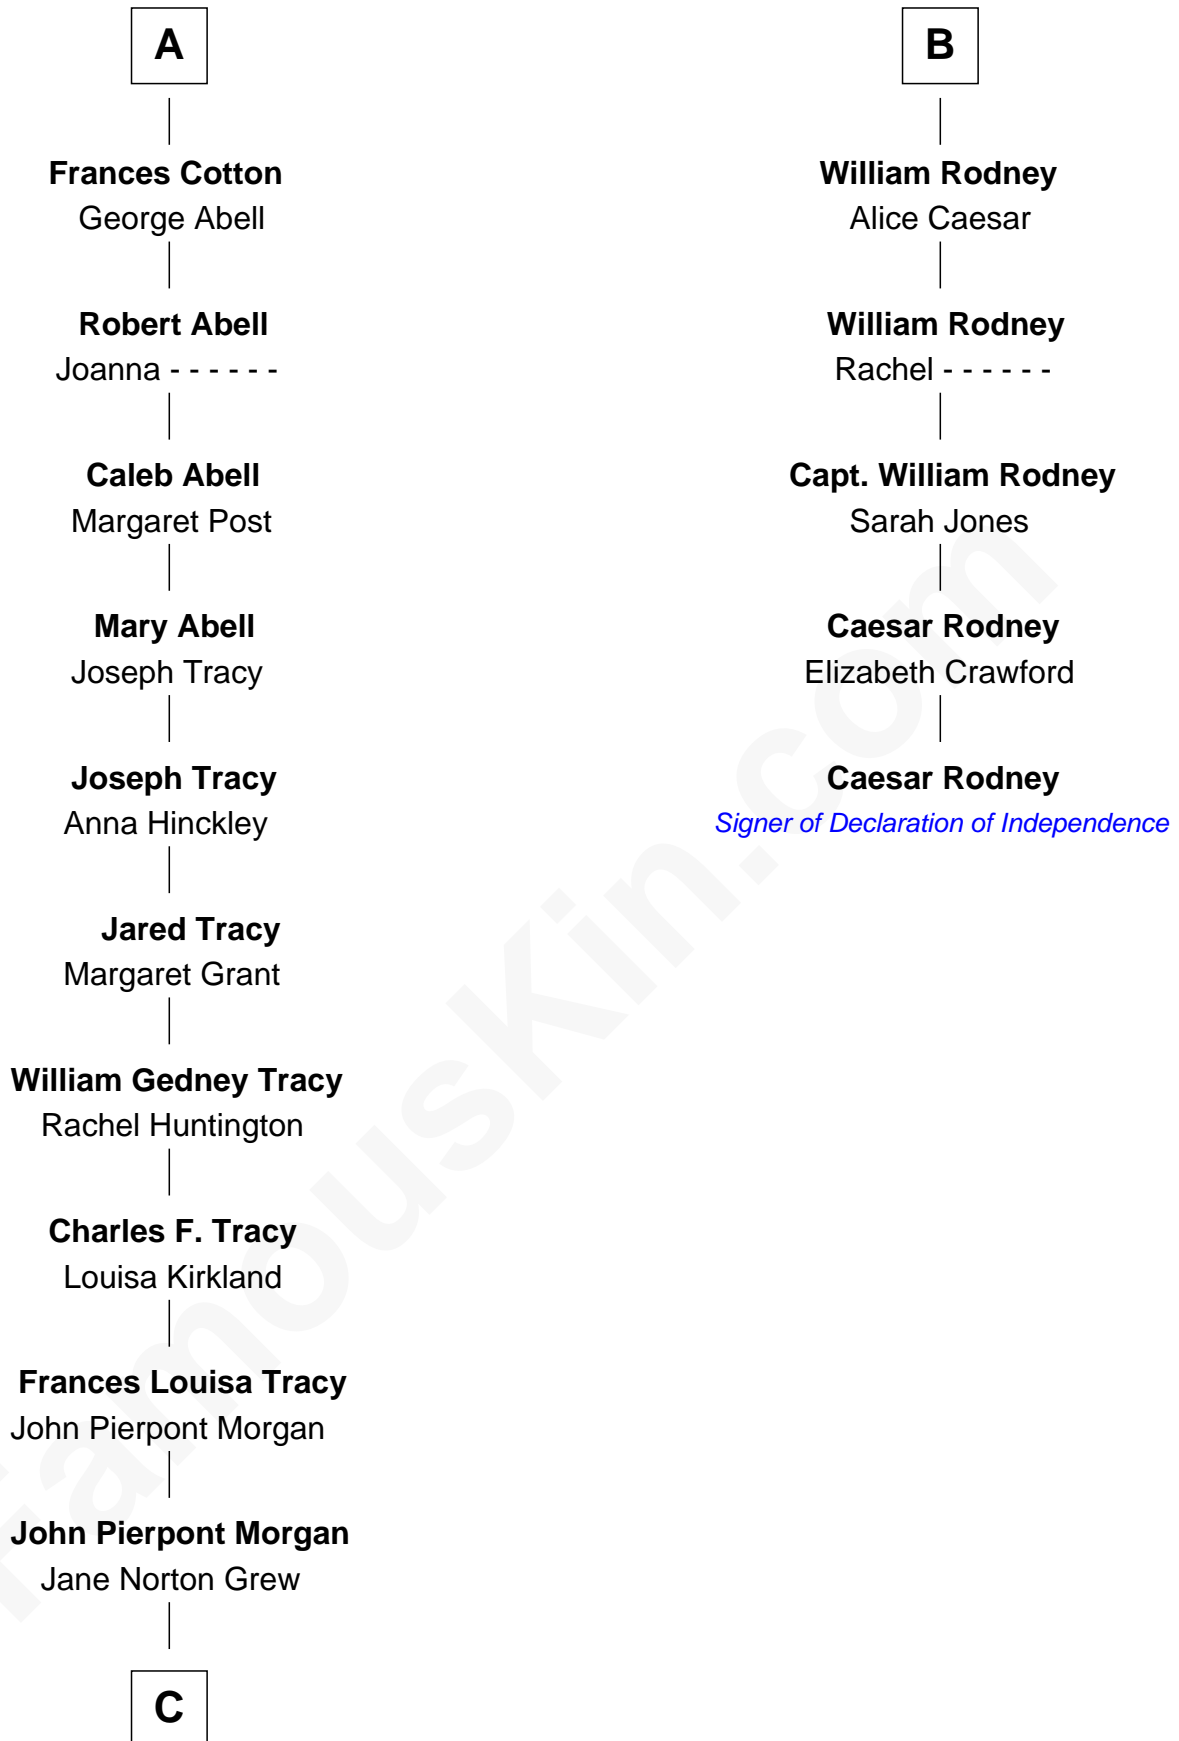 A
Frances Cotton
George Abell
Robert Abell
Joanna - - - - - -
Caleb Abell
Margaret Post
Mary Abell
Joseph Tracy
Joseph Tracy
Anna Hinckley
Jared Tracy
Margaret Grant
William Gedney Tracy
Rachel Huntington
Charles F. Tracy
Louisa Kirkland
Frances Louisa Tracy
John Pierpont Morgan
John Pierpont Morgan
Jane Norton Grew
C
B
William Rodney
Alice Caesar
William Rodney
Rachel - - - - - -
Capt. William Rodney
Sarah Jones
Caesar Rodney
Elizabeth Crawford
Caesar Rodney
Signer of Declaration of Independence
FamousKin.com